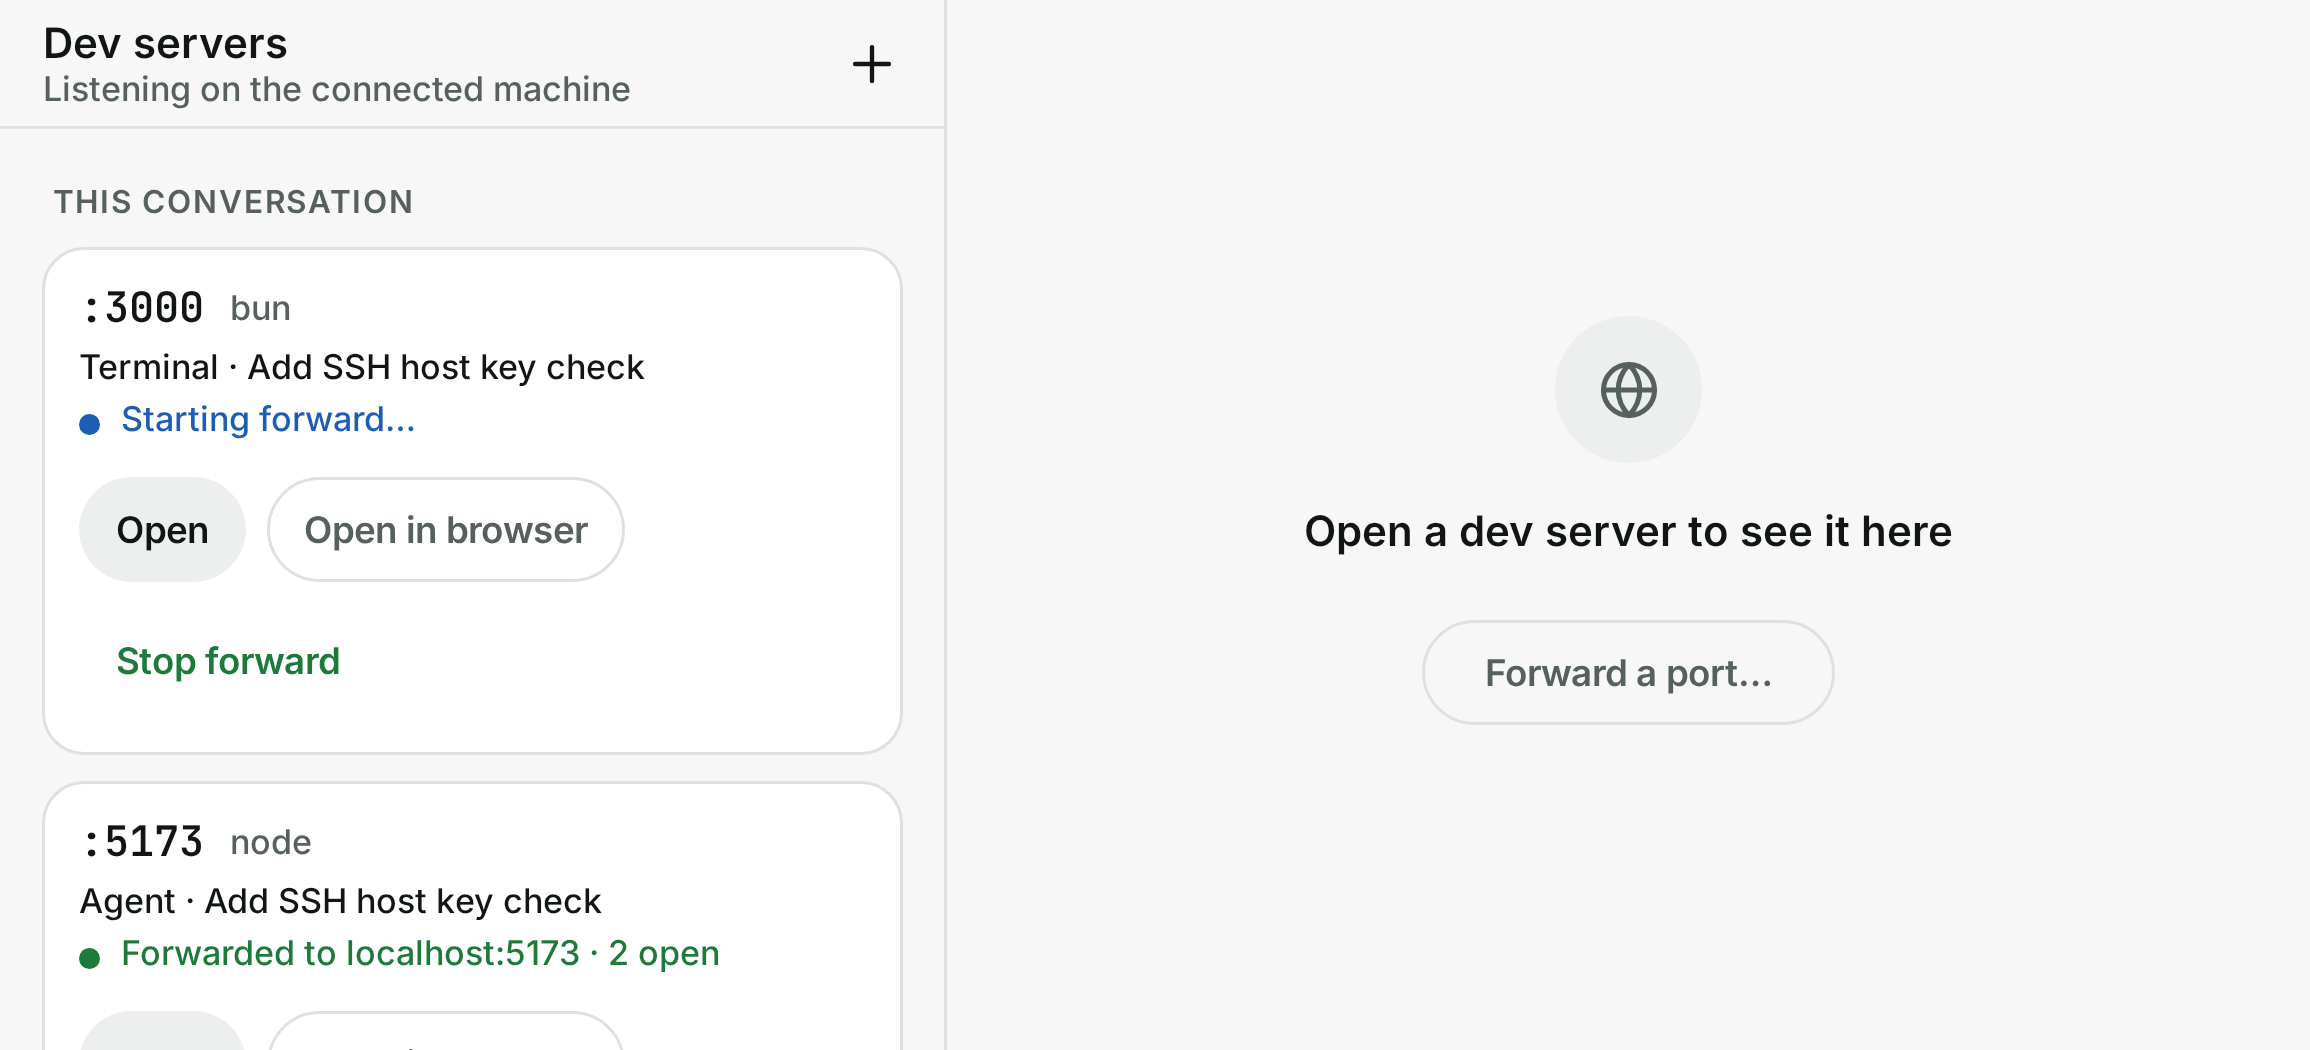 Dev servers
Listening on the connected machine
THIS CONVERSATION
:3000 bun
Terminal · Add SSH host key check
Starting forward...
Open
Open in browser
Stop forward
:5173 node
Agent · Add SSH host key check
Forwarded to localhost:5173 · 2 open
Open a dev server to see it here
Forward a port...